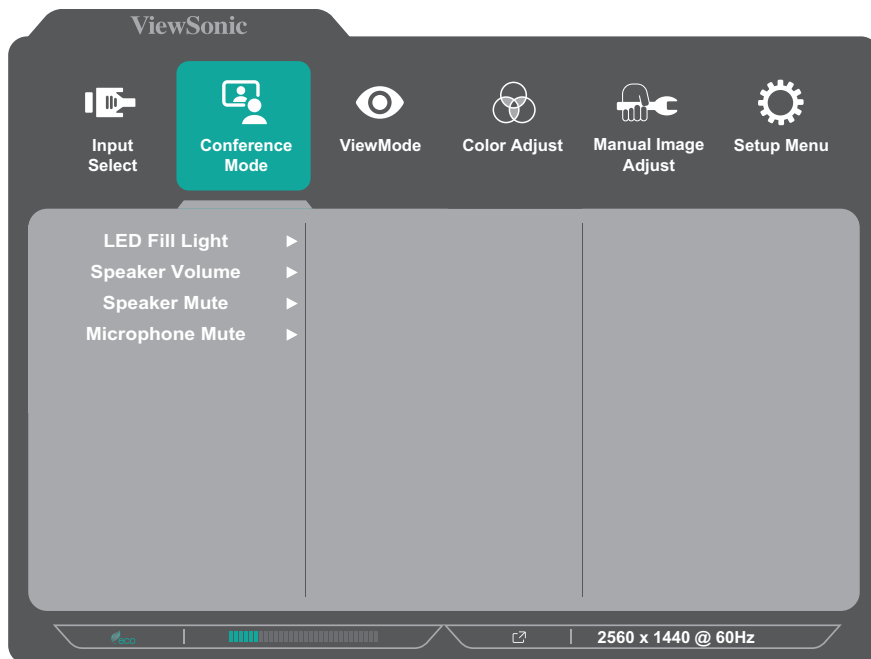 ViewSonic
Input
Select
Conference
Mode
ViewMode
Color Adjust
Manual Image
Adjust
Setup Menu
LED Fill Light
Speaker Volume
Speaker Mute
Microphone Mute
eco
2560 x 1440 @ 60Hz